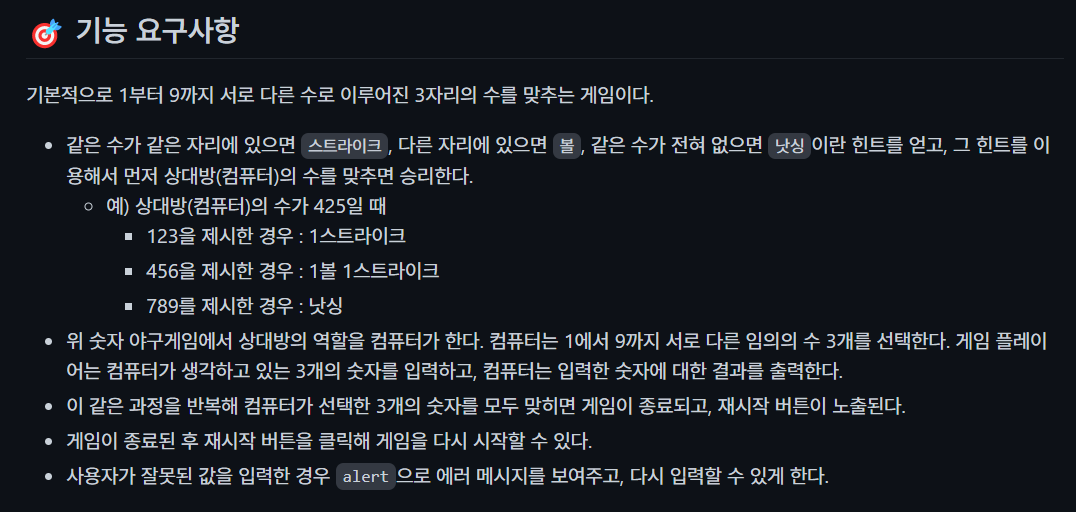 🎯 기능 요구사항
기본적으로 1부터 9까지 서로 다른 수로 이루어진 3자리의 수를 맞추는 게임이다.
같은 수가 같은 자리에 있으면 스트라이크, 다른 자리에 있으면 볼, 같은 수가 전혀 없으면 낫싱이란 힌트를 얻고, 그 힌트를 이
용해서 먼저 상대방(컴퓨터)의 수를 맞추면 승리한다.
예) 상대방(컴퓨터)의 수가 425일 때
123을 제시한 경우 : 1스트라이크
456을 제시한 경우 : 1볼 1스트라이크
789를 제시한 경우 : 낫싱
위 숫자 야구게임에서 상대방의 역할을 컴퓨터가 한다. 컴퓨터는 1에서 9까지 서로 다른 임의의 수 3개를 선택한다. 게임 플레이
어는 컴퓨터가 생각하고 있는 3개의 숫자를 입력하고, 컴퓨터는 입력한 숫자에 대한 결과를 출력한다.
이 같은 과정을 반복해 컴퓨터가 선택한 3개의 숫자를 모두 맞히면 게임이 종료되고, 재시작 버튼이 노출된다.
게임이 종료된 후 재시작 버튼을 클릭해 게임을 다시 시작할 수 있다.
사용자가 잘못된 값을 입력한 경우 alert으로 에러 메시지를 보여주고, 다시 입력할 수 있게 한다.